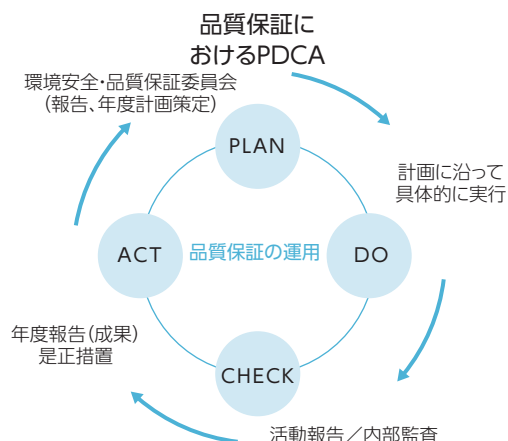 品質保証に
おけるPDCA
環境安全・品質保証委員会
(報告、年度計画策定)
PLAN
計画に沿って
具体的に実行
ACT
品質保証の運用
DO
年度報告(成果)
是正措置
CHECK
活動報告／内部監査